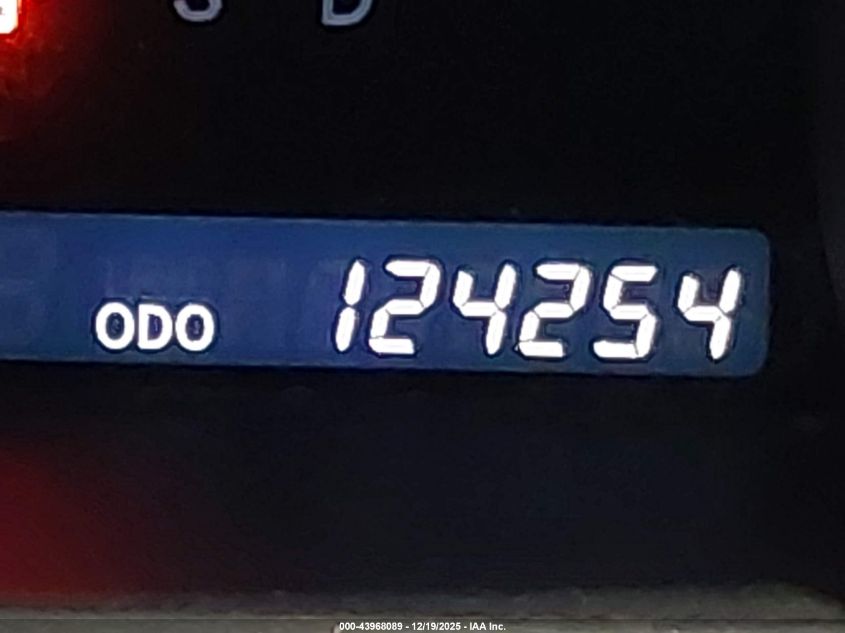 S D
ODO 124254
000-43968089 - 12/19/2025 - IAA Inc.